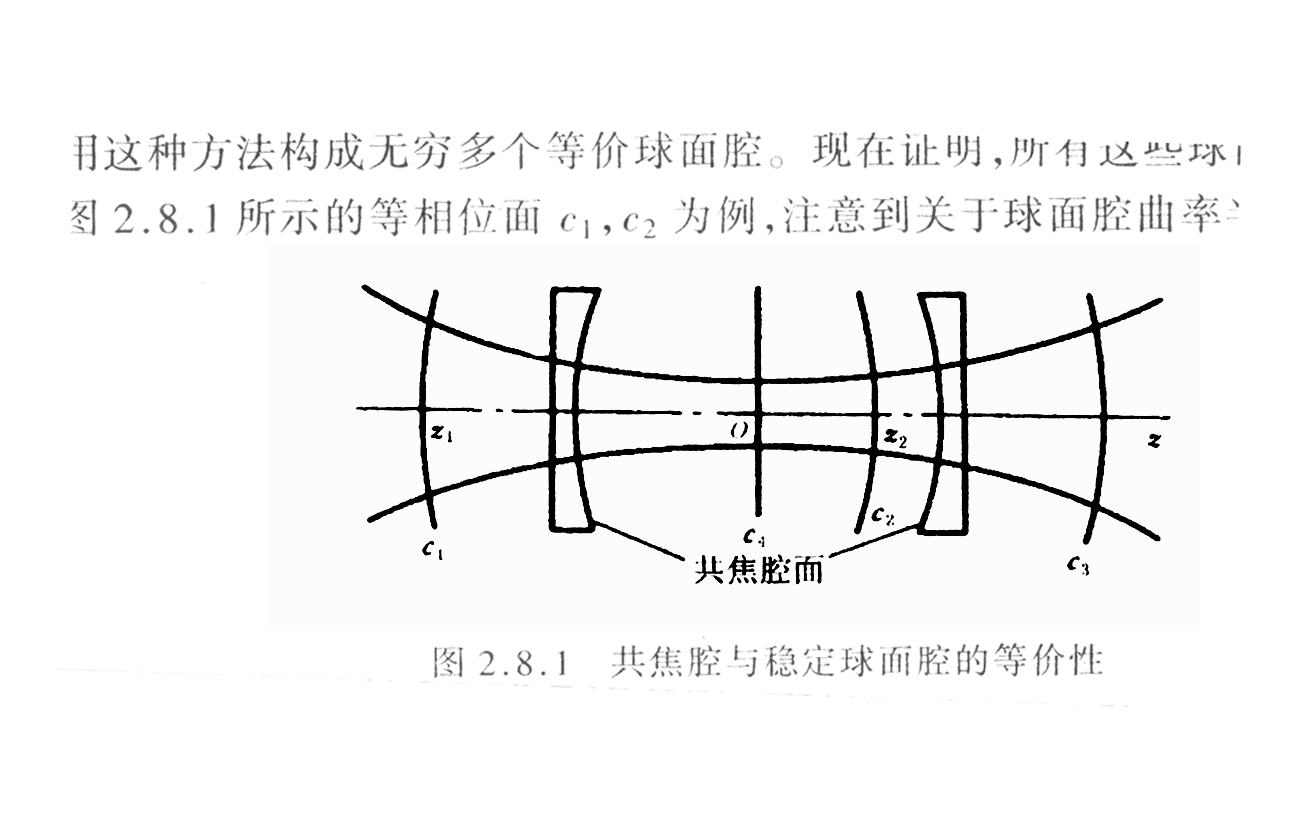 用这种方法构成无穷多个等价球面腔。现在证明,所有这些球
图 2.8.1 所示的等相位面 c₁,c₂ 为例,注意到关于球面腔曲率
z₁
O
z₂
z
c₁
c₄
c₂
c₃
共焦腔面
图 2.8.1 共焦腔与稳定球面腔的等价性